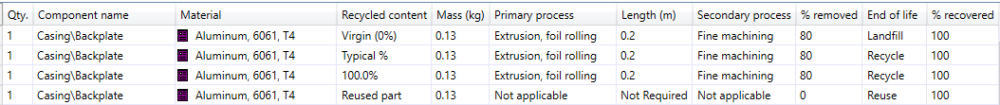 Qty. Component name Material Recycled content Mass (kg) Primary process Length (m) Secondary process % removed End of life % recovered
1 Casing\Backplate Aluminum, 6061, T4 Virgin (0%) 0.13 Extrusion, foil rolling 0.2 Fine machining 80 Landfill 100
1 Casing\Backplate Aluminum, 6061, T4 Typical % 0.13 Extrusion, foil rolling 0.2 Fine machining 80 Recycle 100
1 Casing\Backplate Aluminum, 6061, T4 100.0% 0.13 Extrusion, foil rolling 0.2 Fine machining 80 Recycle 100
1 Casing\Backplate Aluminum, 6061, T4 Reused part 0.13 Not applicable Not Required Not applicable 0 Reuse 100